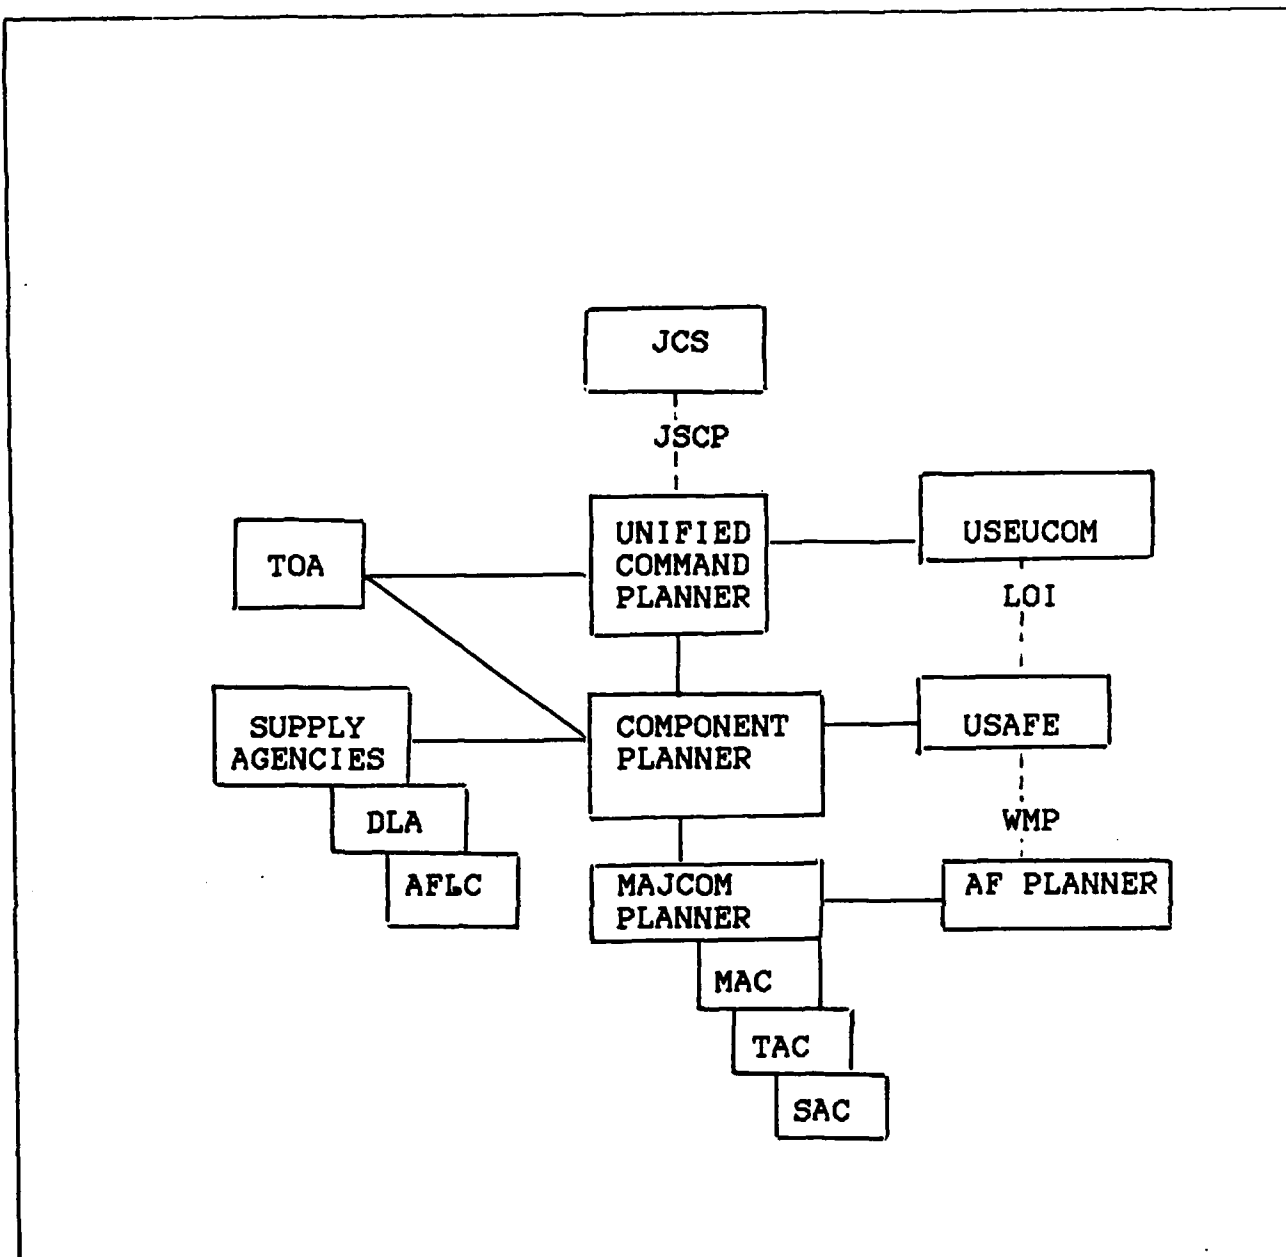 JCS
JSCP
UNIFIED
COMMAND
PLANNER
USEUCOM
TOA
LOI
SUPPLY
AGENCIES
COMPONENT
PLANNER
USAFE
DLA
WMP
AFLC
MAJCOM
PLANNER
AF PLANNER
MAC
TAC
SAC